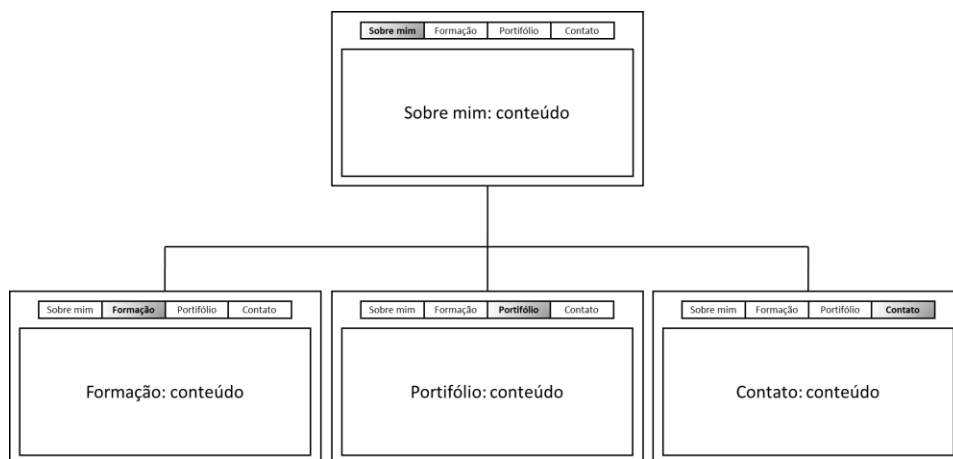 Sobre mim Formação Portifólio Contato
Sobre mim: conteúdo
Sobre mim Formação Portifólio Contato
Formação: conteúdo
Sobre mim Formação Portifólio Contato
Portifólio: conteúdo
Sobre mim Formação Portifólio Contato
Contato: conteúdo